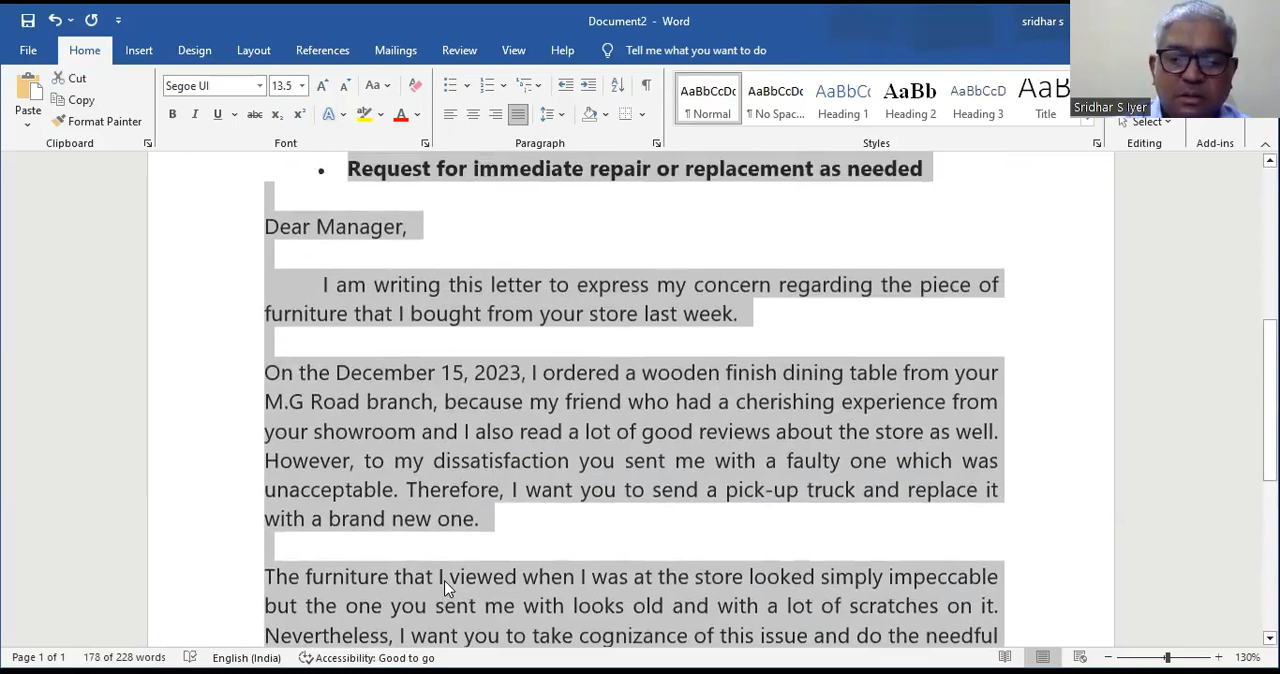 Document2 - Word
sridhar s
File Home Insert Design Layout References Mailings Review View Help Tell me what you want to do
Cut
Copy
Format Painter
Paste
Clipboard
Segoe UI 13.5
Font
Paragraph
AaBbCcDc
¶ Normal
AaBbCcDc
¶ No Spac...
AaBbCc
Heading 1
AaBb
Heading 2
AaBbCcD
Heading 3
AaB
Title
Styles
Select
Editing
Add-ins
Sridhar S Iyer
• Request for immediate repair or replacement as needed
Dear Manager,
I am writing this letter to express my concern regarding the piece of
furniture that I bought from your store last week.
On the December 15, 2023, I ordered a wooden finish dining table from your
M.G Road branch, because my friend who had a cherishing experience from
your showroom and I also read a lot of good reviews about the store as well.
However, to my dissatisfaction you sent me with a faulty one which was
unacceptable. Therefore, I want you to send a pick-up truck and replace it
with a brand new one.
The furniture that I viewed when I was at the store looked simply impeccable
but the one you sent me with looks old and with a lot of scratches on it.
Nevertheless, I want you to take cognizance of this issue and do the needful
Page 1 of 1 178 of 228 words English (India) Accessibility: Good to go 130%